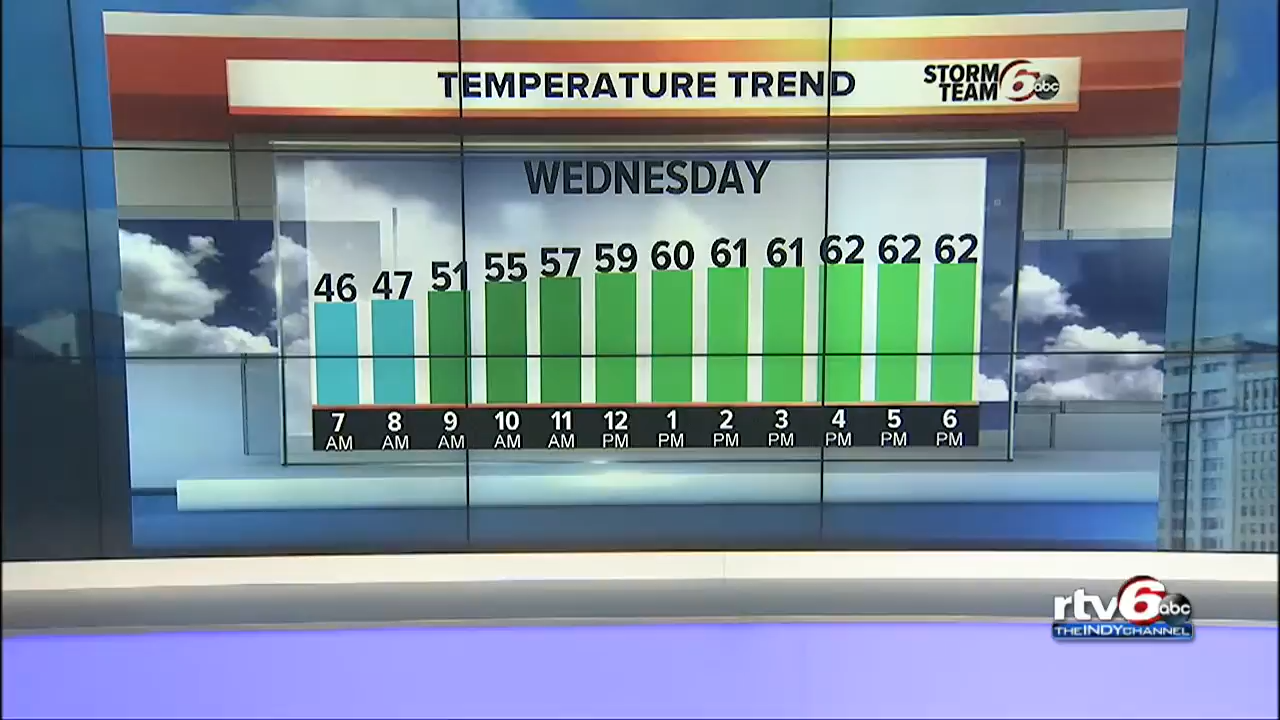 TEMPERATURE TREND
STORM TEAM 6 abc
WEDNESDAY
46 47 51 55 57 59 60 61 61 62 62 62
7 8 9 10 11 12 1 2 3 4 5 6
AM AM AM AM AM PM PM PM PM PM PM PM
rtv6 abc
THE INDY CHANNEL